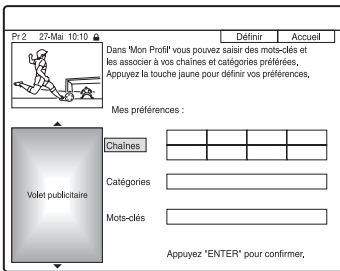 Pr 2 27-Mai 10:10
Définir Accueil
Dans 'Mon Profil' vous pouvez saisir des mots-clés et
les associer à vos chaînes et catégories préférées,
Appuyez la touche jaune pour définir vos préférences,
Mes préférences :
Chaînes
Catégories
Volet publicitaire
Mots-clés
Appuyez "ENTER" pour confirmer,